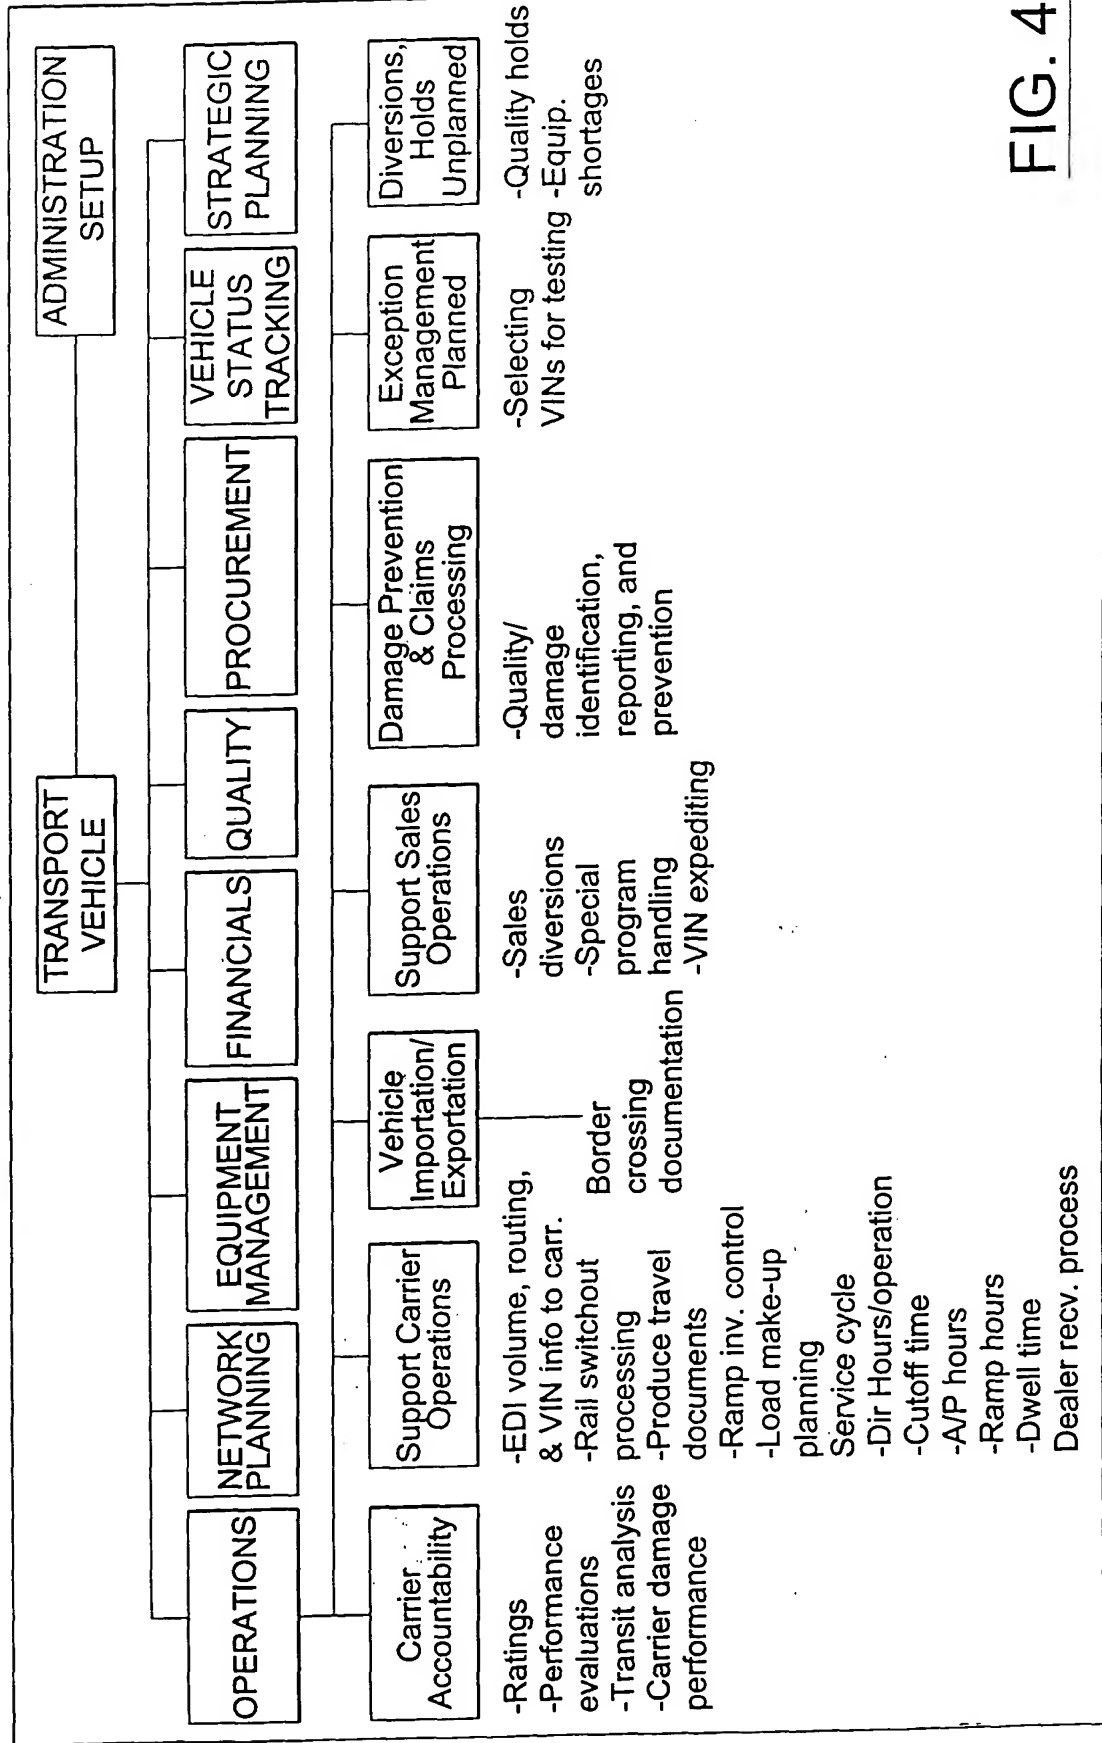 TRANSPORT
VEHICLE
ADMINISTRATION
SETUP
OPERATIONS
NETWORK
PLANNING
EQUIPMENT
MANAGEMENT
FINANCIALS
QUALITY
PROCUREMENT
VEHICLE
STATUS
TRACKING
STRATEGIC
PLANNING
Carrier
Accountability
-Ratings
-Performance
evaluations
-Transit analysis
-Carrier damage
performance
Support Carrier
Operations
-EDI volume, routing,
& VIN info to carr.
-Rail switchout
processing
-Produce travel
documents
-Ramp inv. control
-Load make-up
planning
Service cycle
-Dir Hours/operation
-Cutoff time
-A/P hours
-Ramp hours
-Dwell time
Dealer recv. process
Vehicle
Importation/
Exportation
Border
crossing
documentation
Support Sales
Operations
-Sales
diversions
-Special
program
handling
-VIN expediting
Damage Prevention
& Claims
Processing
-Quality/
damage
identification,
reporting, and
prevention
Exception
Management
Planned
-Selecting
VINs for testing
Diversions,
Holds
Unplanned
-Quality holds
-Equip.
shortages
FIG. 4